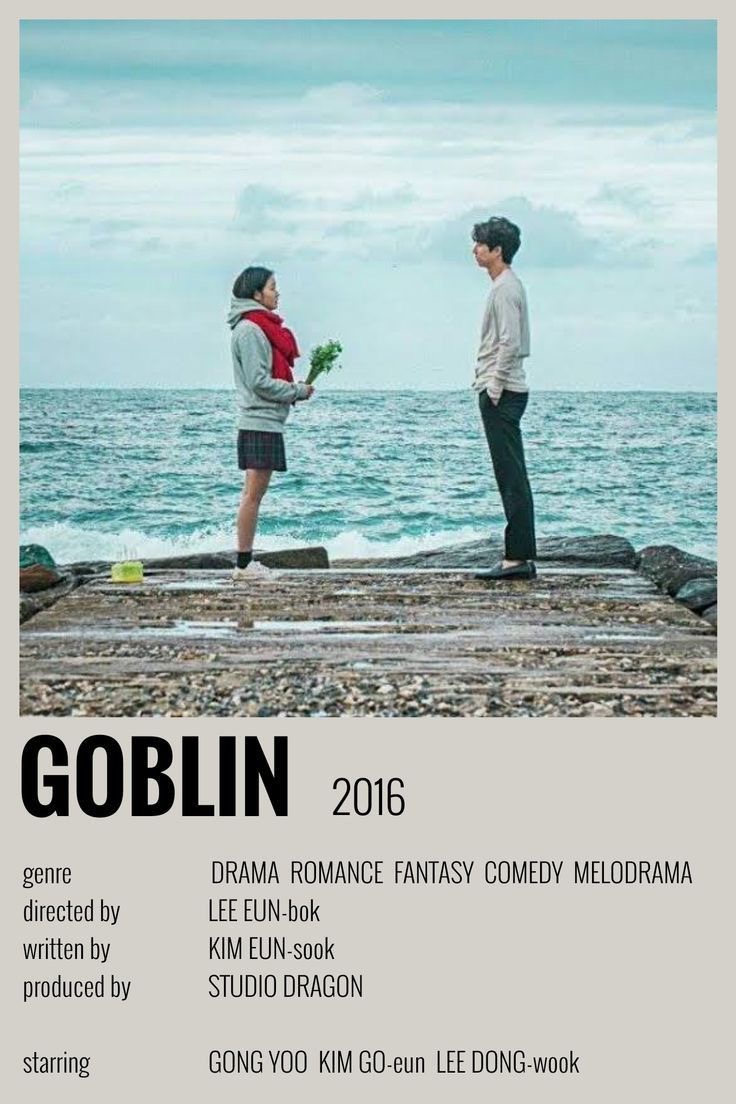 GOBLIN 2016
genre DRAMA ROMANCE FANTASY COMEDY MELODRAMA
directed by LEE EUN-bok
written by KIM EUN-sook
produced by STUDIO DRAGON
starring GONG YOO KIM GO-eun LEE DONG-wook